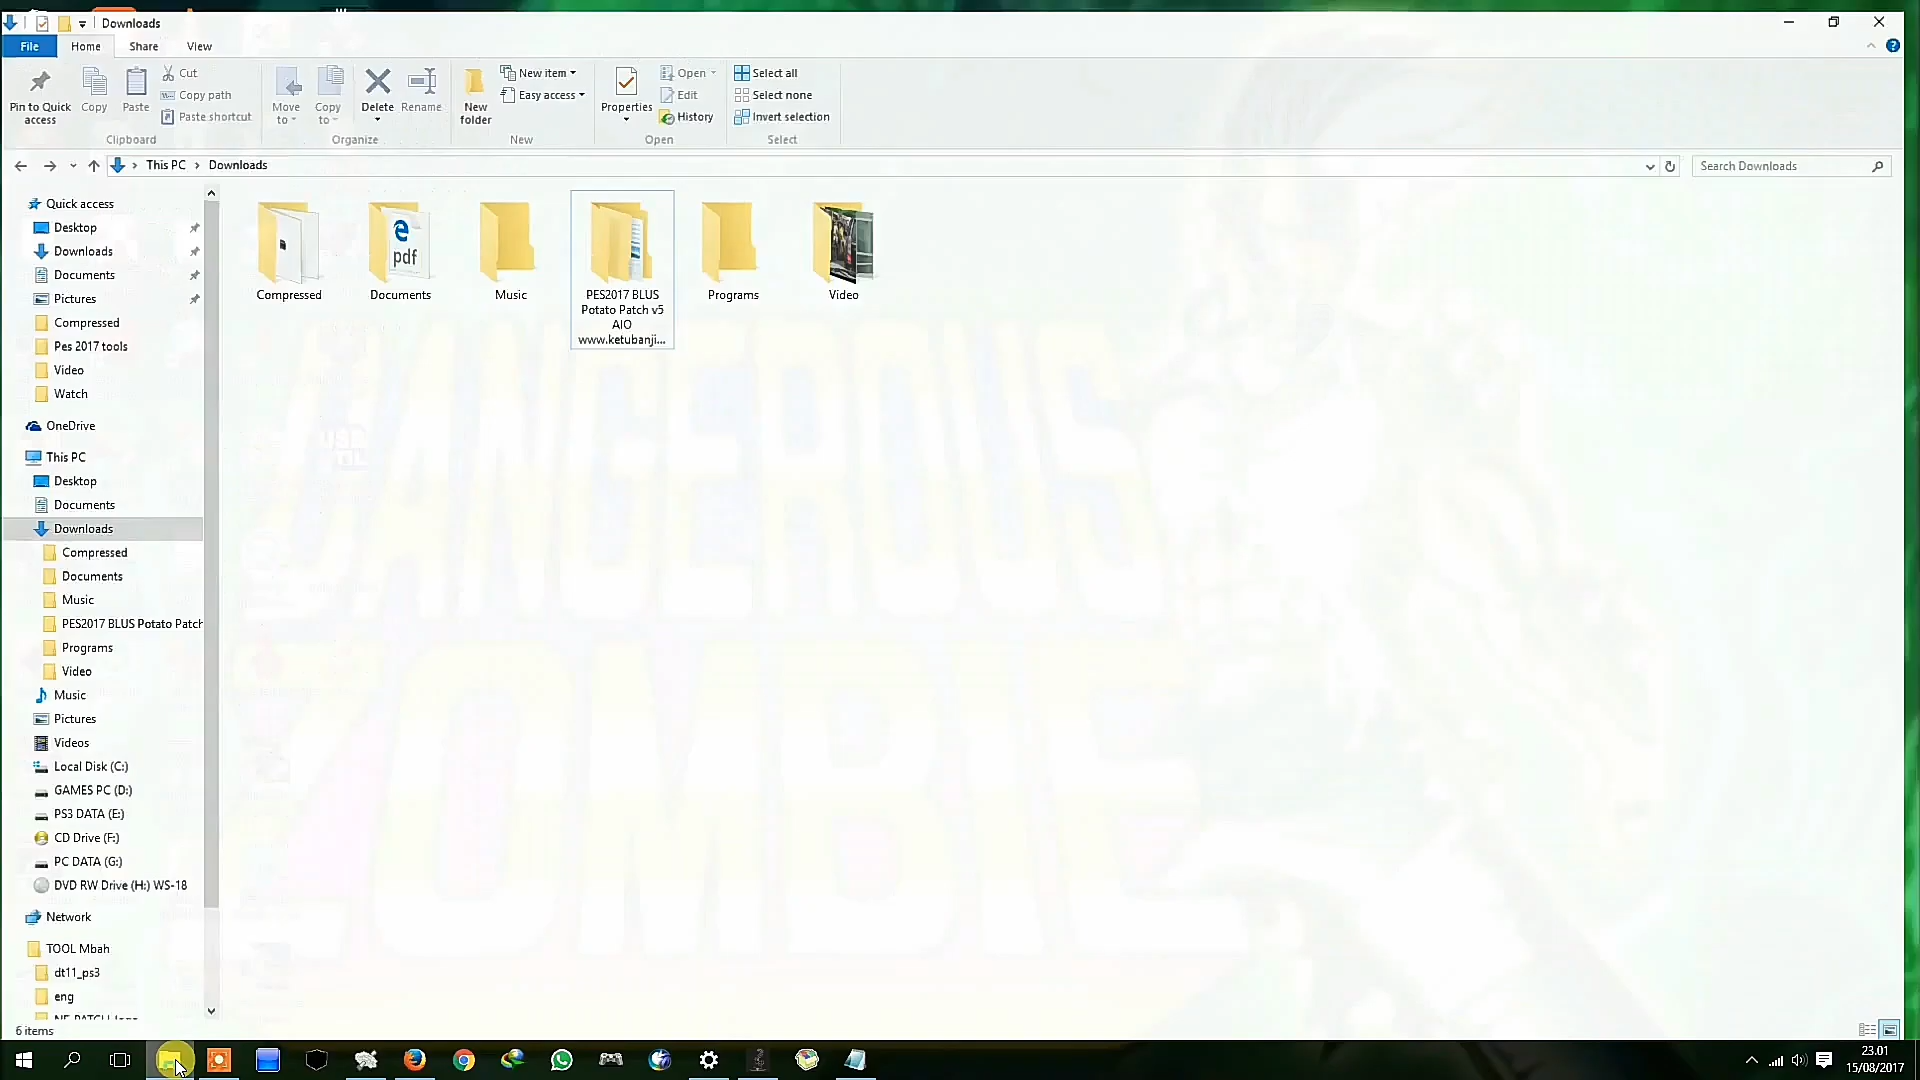 Downloads
File
Home
Share
View
Pin to Quick
access
Copy
Paste
Cut
Copy path
Paste shortcut
Clipboard
Move
to
Copy
to
Delete
Rename
Organize
New
folder
New item
Easy access
New
Properties
Open
Edit
History
Open
Select all
Select none
Invert selection
Select
This PC
Downloads
Search Downloads
Quick access
Desktop
Downloads
Documents
Pictures
Compressed
Pes 2017 tools
Video
Watch
OneDrive
This PC
Desktop
Documents
Downloads
Compressed
Documents
Music
PES2017 BLUS Potato Patch
Programs
Video
Music
Pictures
Videos
Local Disk (C:)
GAMES PC (D:)
PS3 DATA (E:)
CD Drive (F:)
PC DATA (G:)
DVD RW Drive (H:) WS-18
Network
TOOL Mbah
dt11_ps3
eng
Compressed
pdf
Documents
Music
PES2017 BLUS
Potato Patch v5
AIO
www.ketubanji...
Programs
Video
DANGEROUS
ZOMBIE
6 items
23.01
15/08/2017